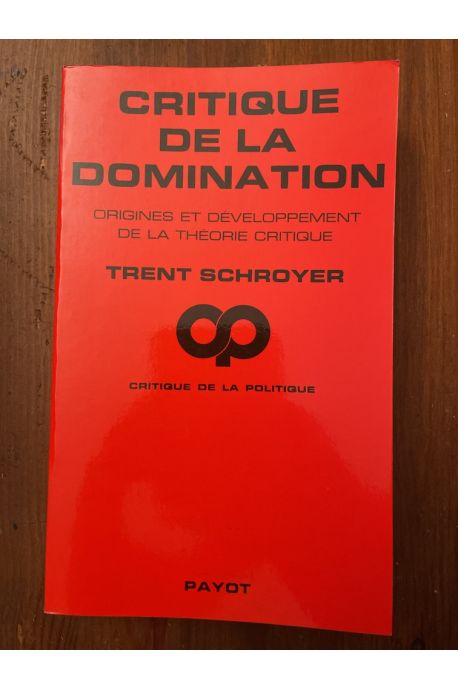 CRITIQUE
DE LA
DOMINATION
ORIGINES ET DÉVELOPPEMENT
DE LA THÉORIE CRITIQUE
TRENT SCHROYER
cp
CRITIQUE DE LA POLITIQUE
PAYOT